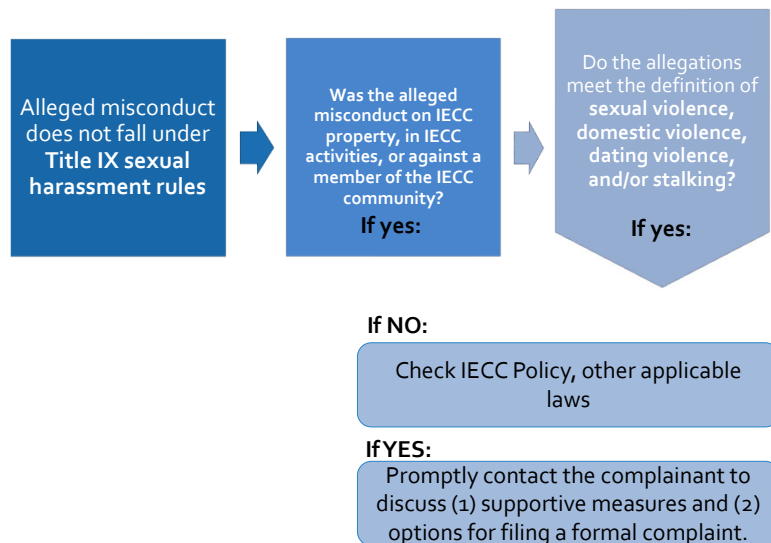 Alleged misconduct
does not fall under
Title IX sexual
harassment rules
Was the alleged
misconduct on IECC
property, in IECC
activities, or against a
member of the IECC
community?
If yes:
Do the allegations
meet the definition of
sexual violence,
domestic violence,
dating violence,
and/or stalking?
If yes:
If NO:
Check IECC Policy, other applicable
laws
If YES:
Promptly contact the complainant to
discuss (1) supportive measures and (2)
options for filing a formal complaint.